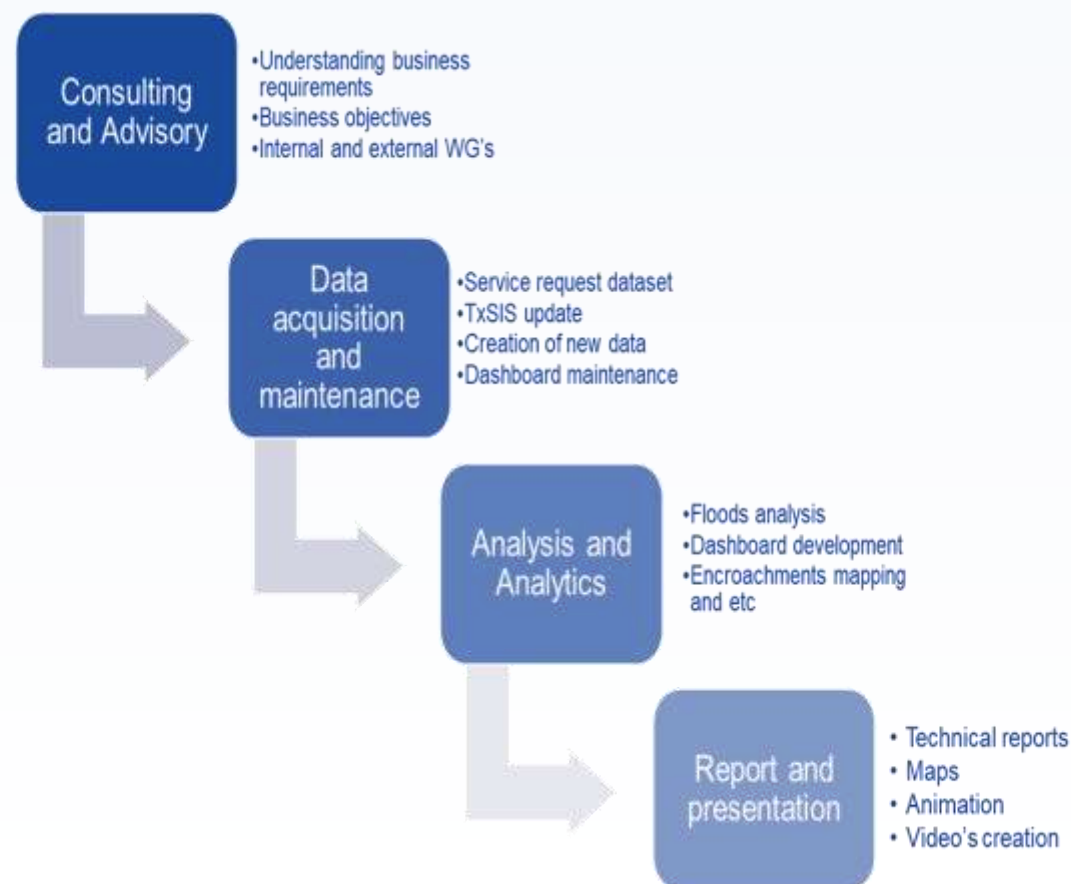 Consulting
and Advisory
•Understanding business
requirements
•Business objectives
•Internal and external WG's
Data
acquisition
and
maintenance
•Service request dataset
•TxSIS update
•Creation of new data
•Dashboard maintenance
Analysis and
Analytics
•Floods analysis
•Dashboard development
•Encroachments mapping
and etc
Report and
presentation
• Technical reports
• Maps
• Animation
• Video's creation